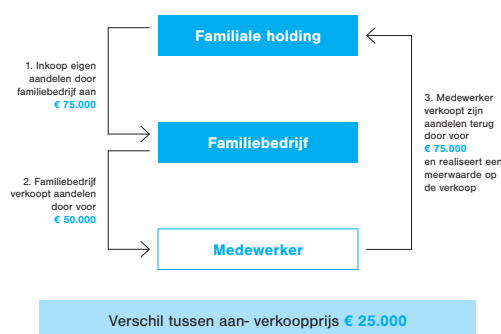 Familiale holding
1. Inkoop eigen
aandelen door
familiebedrijf aan
€ 75.000
Familiebedrijf
2. Familiebedrijf
verkoopt aandelen
door voor
€ 50.000
Medewerker
3. Medewerker
verkoopt zijn
aandelen terug
door voor
€ 75.000
en realiseert een
meerwaarde op
de verkoop
Verschil tussen aan- verkoopprijs € 25.000